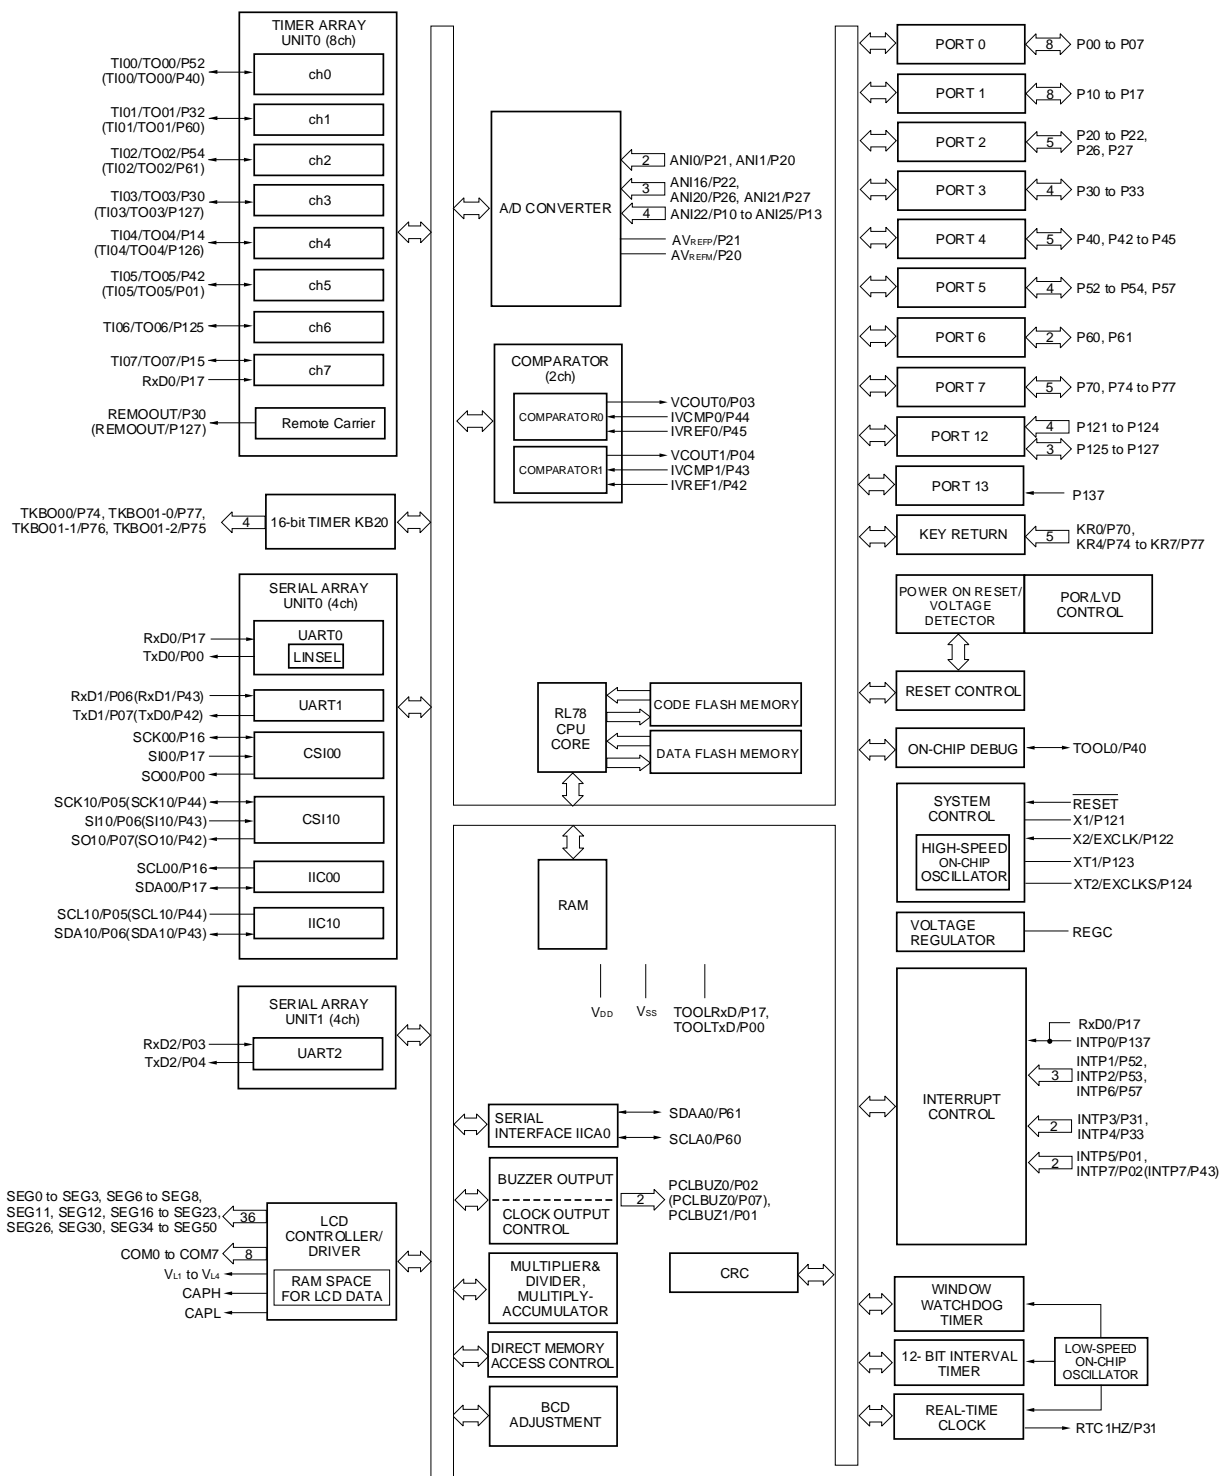 TIMER ARRAY
UNIT0 (8ch)
TI00/TO00/P52
(TI00/TO00/P40)
ch0
TI01/TO01/P32
(TI01/TO01/P60)
ch1
TI02/TO02/P54
(TI02/TO02/P61)
ch2
TI03/TO03/P30
(TI03/TO03/P127)
ch3
TI04/TO04/P14
(TI04/TO04/P126)
ch4
TI05/TO05/P42
(TI05/TO05/P01)
ch5
TI06/TO06/P125
ch6
TI07/TO07/P15
RxD0/P17
ch7
REMOOUT/P30
(REMOOUT/P127)
Remote Carrier
TKBO00/P74, TKBO01-0/P77,
TKBO01-1/P76, TKBO01-2/P75
4
16-bit TIMER KB20
SERIAL ARRAY
UNIT0 (4ch)
RxD0/P17
TxD0/P00
UART0
LINSEL
RxD1/P06(RxD1/P43)
TxD1/P07(TxD0/P42)
UART1
SCK00/P16
SI00/P17
SO00/P00
CSI00
SCK10/P05(SCK10/P44)
SI10/P06(SI10/P43)
SO10/P07(SO10/P42)
CSI10
SCL00/P16
SDA00/P17
IIC00
SCL10/P05(SCL10/P44)
SDA10/P06(SDA10/P43)
IIC10
SERIAL ARRAY
UNIT1 (4ch)
RxD2/P03
TxD2/P04
UART2
SEG0 to SEG3, SEG6 to SEG8,
SEG11, SEG12, SEG16 to SEG23,
SEG26, SEG30, SEG34 to SEG50
36
COM0 to COM7
8
VL1 to VL4
CAPH
CAPL
LCD
CONTROLLER/
DRIVER
RAM SPACE
FOR LCD DATA
A/D CONVERTER
2
ANI0/P21, ANI1/P20
3
ANI16/P22,
ANI20/P26, ANI21/P27
4
ANI22/P10 to ANI25/P13
AVREFP/P21
AVREFM/P20
COMPARATOR
(2ch)
COMPARATOR0
VCOUT0/P03
IVCMP0/P44
IVREF0/P45
COMPARATOR1
VCOUT1/P04
IVCMP1/P43
IVREF1/P42
RL78
CPU
CORE
CODE FLASH MEMORY
DATA FLASH MEMORY
RAM
VDD
VSS
TOOLRxD/P17,
TOOLTxD/P00
SERIAL
INTERFACE IICA0
SDAA0/P61
SCLA0/P60
BUZZER OUTPUT
CLOCK OUTPUT
CONTROL
2
PCLBUZ0/P02
(PCLBUZ0/P07),
PCLBUZ1/P01
MULTIPLIER&
DIVIDER,
MULITIPLY-
ACCUMULATOR
DIRECT MEMORY
ACCESS CONTROL
BCD
ADJUSTMENT
CRC
PORT 0
8
P00 to P07
PORT 1
8
P10 to P17
PORT 2
5
P20 to P22,
P26, P27
PORT 3
4
P30 to P33
PORT 4
5
P40, P42 to P45
PORT 5
4
P52 to P54, P57
PORT 6
2
P60, P61
PORT 7
5
P70, P74 to P77
PORT 12
4
P121 to P124
3
P125 to P127
PORT 13
P137
KEY RETURN
5
KR0/P70,
KR4/P74 to KR7/P77
POWER ON RESET/
VOLTAGE
DETECTOR
POR/LVD
CONTROL
RESET CONTROL
ON-CHIP DEBUG
TOOL0/P40
SYSTEM
CONTROL
HIGH-SPEED
ON-CHIP
OSCILLATOR
RESET
X1/P121
X2/EXCLK/P122
XT1/P123
XT2/EXCLKS/P124
VOLTAGE
REGULATOR
REGC
INTERRUPT
CONTROL
RxD0/P17
INTP0/P137
3
INTP1/P52,
INTP2/P53,
INTP6/P57
2
INTP3/P31,
INTP4/P33
2
INTP5/P01,
INTP7/P02(INTP7/P43)
WINDOW
WATCHDOG
TIMER
12- BIT INTERVAL
TIMER
LOW-SPEED
ON-CHIP
OSCILLATOR
REAL-TIME
CLOCK
RTC1HZ/P31